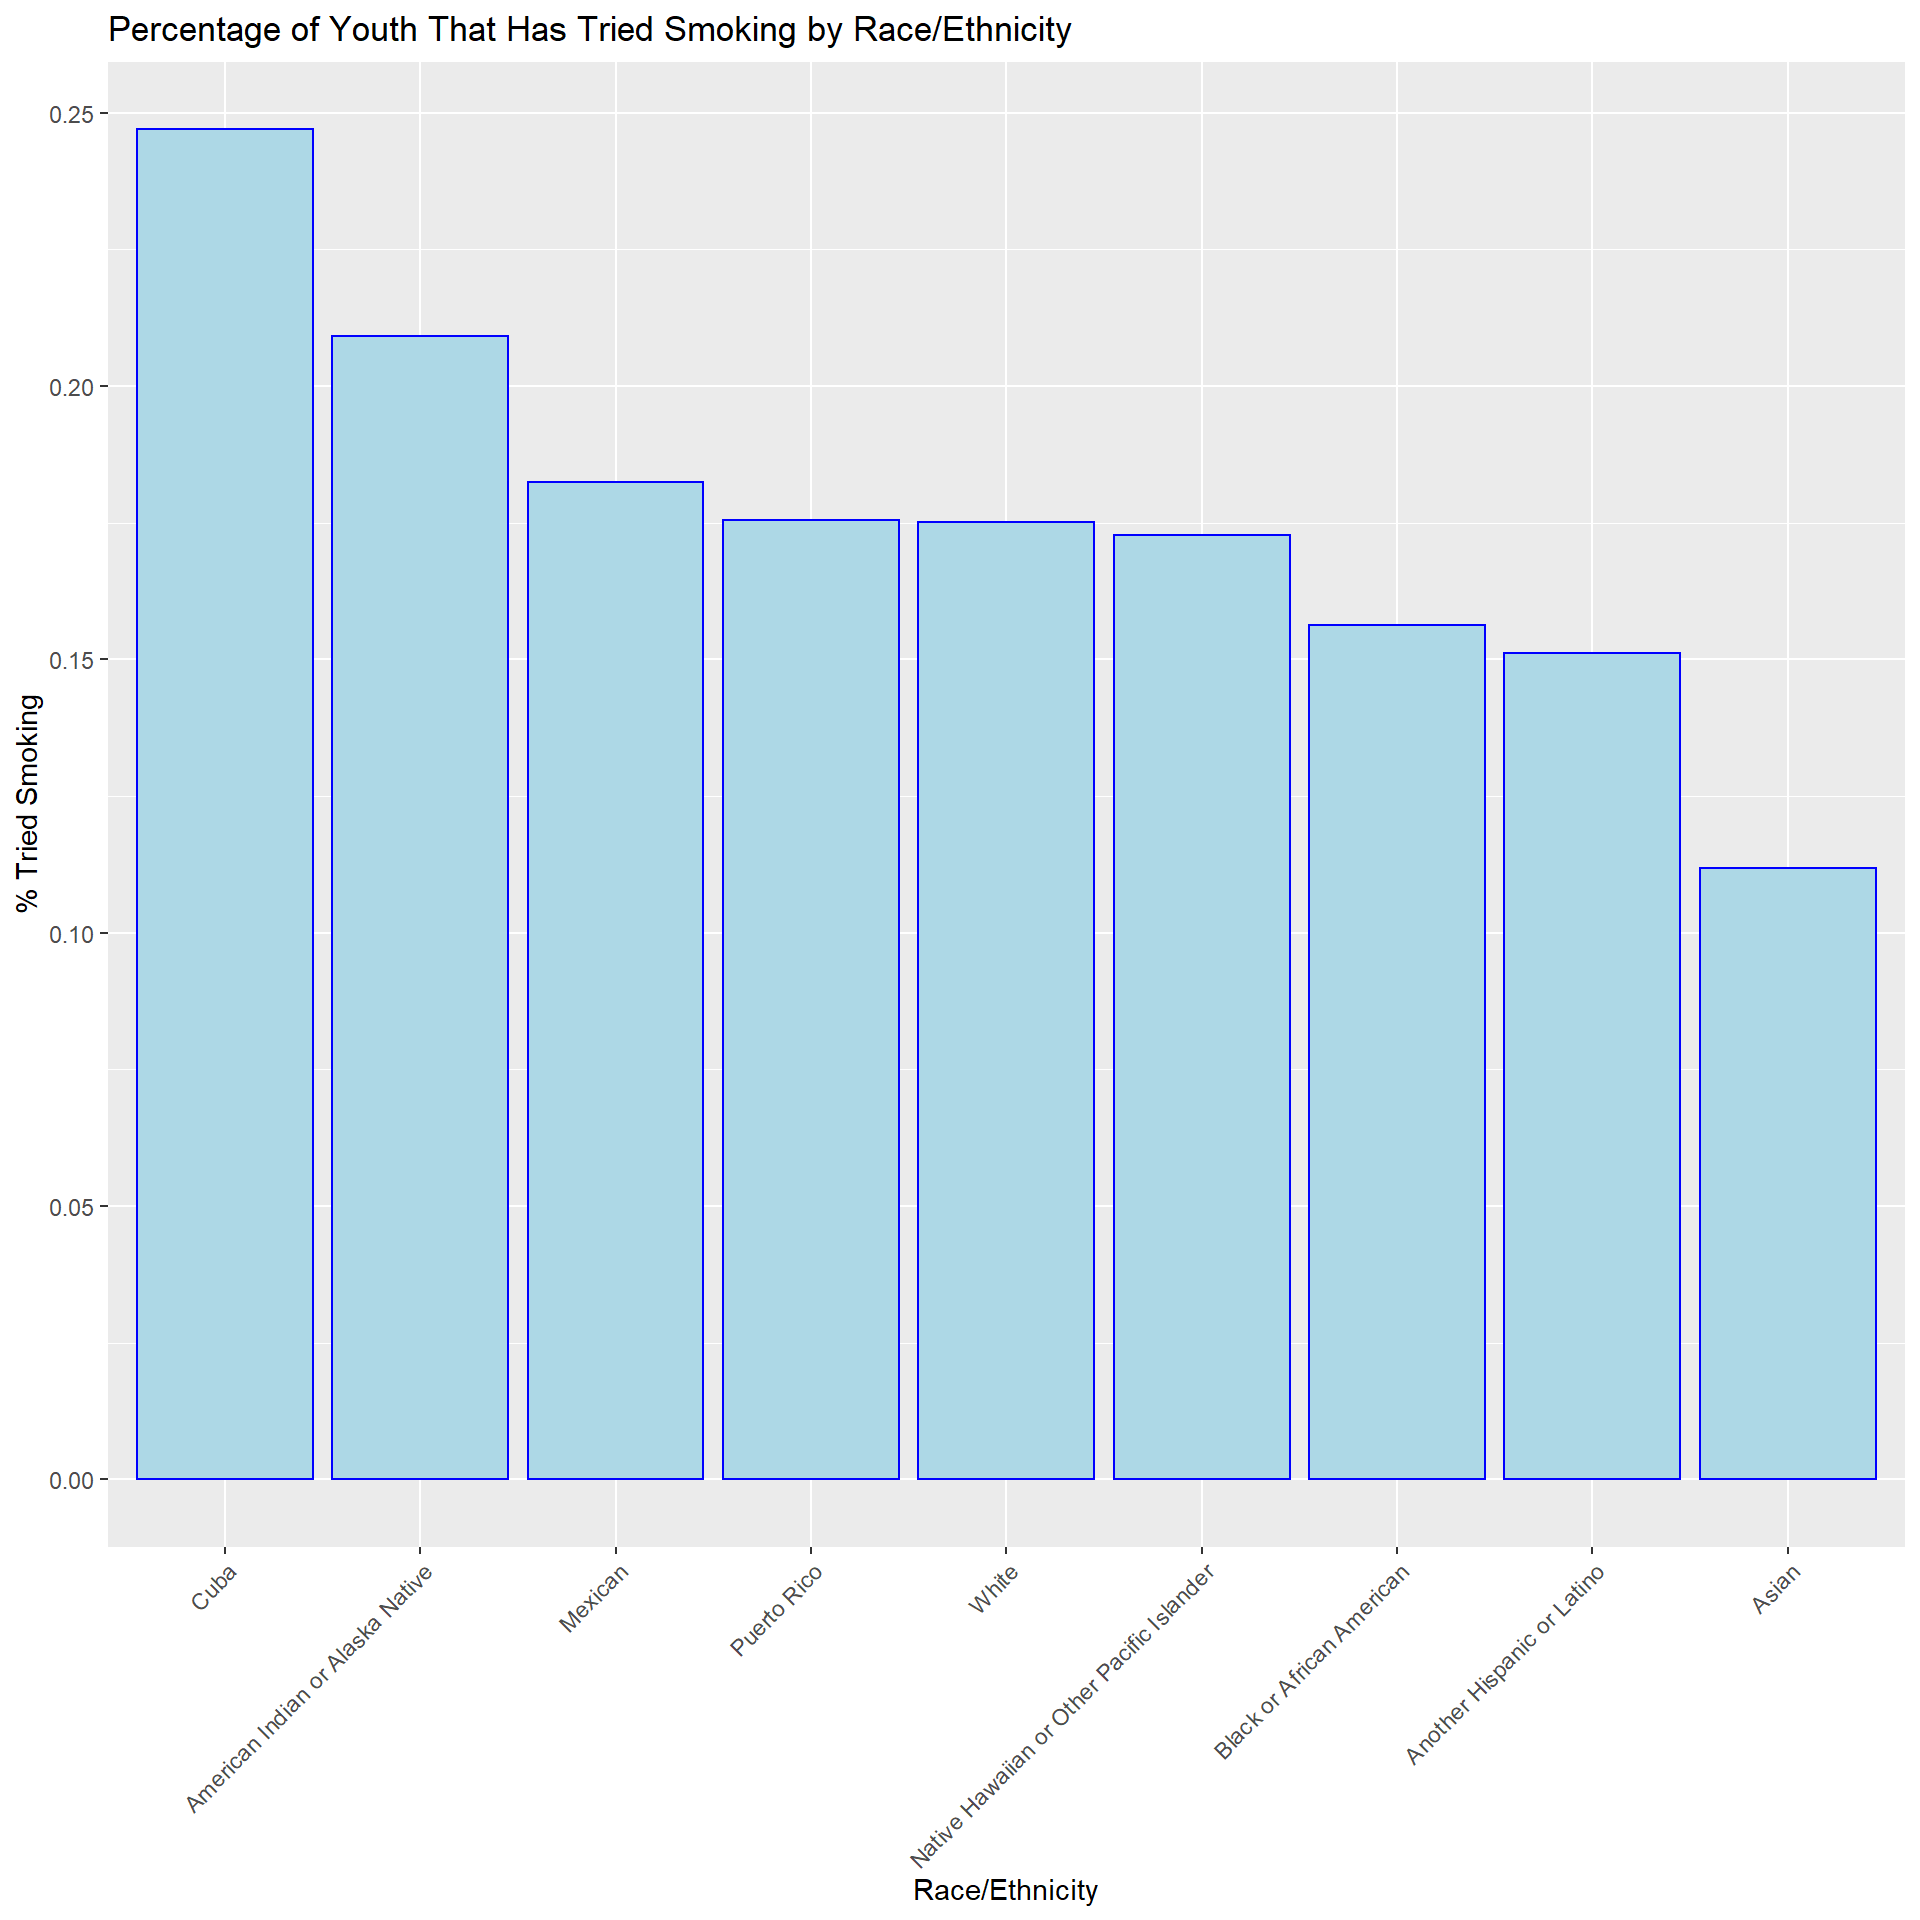 Percentage of Youth That Has Tried Smoking by Race/Ethnicity
% Tried Smoking
0.25
0.20
0.15
0.10
0.05
0.00
Cuba
American Indian or Alaska Native
Mexican
Puerto Rico
White
Native Hawaiian or Other Pacific Islander
Black or African American
Another Hispanic or Latino
Asian
Race/Ethnicity